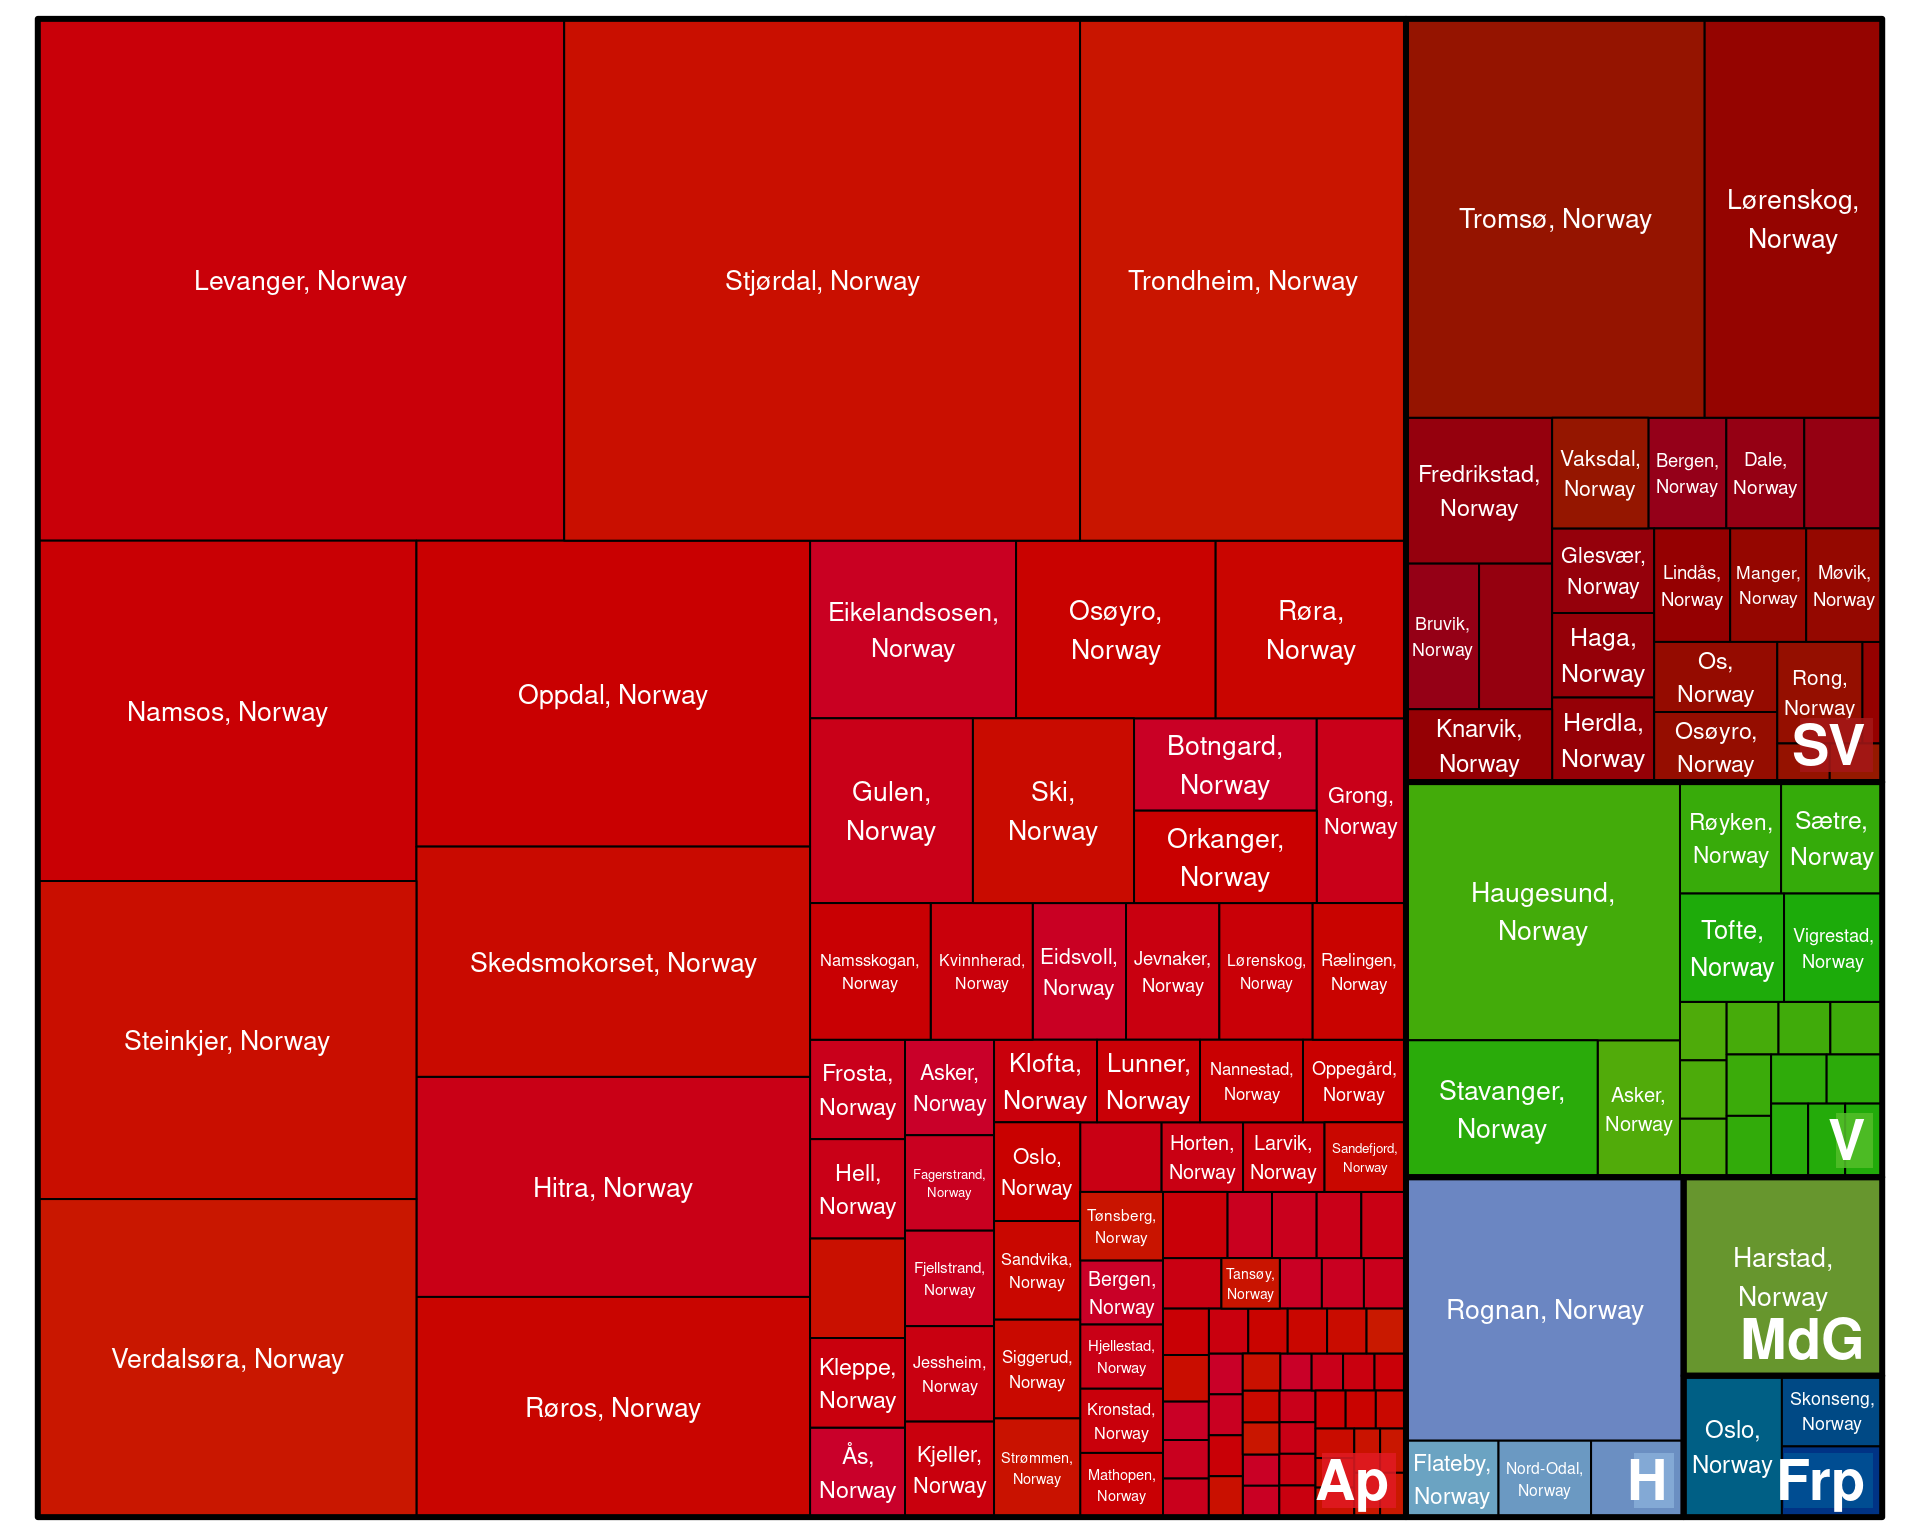 Levanger, Norway
Stjørdal, Norway
Trondheim, Norway
Namsos, Norway
Steinkjer, Norway
Verdalsøra, Norway
Oppdal, Norway
Skedsmokorset, Norway
Hitra, Norway
Røros, Norway
Eikelandsosen,
Norway
Osøyro,
Norway
Røra,
Norway
Gulen,
Norway
Ski,
Norway
Botngard,
Norway
Orkanger,
Norway
Grong,
Norway
Namsskogan,
Norway
Kvinnherad,
Norway
Eidsvoll,
Norway
Jevnaker,
Norway
Lørenskog,
Norway
Rælingen,
Norway
Frosta,
Norway
Hell,
Norway
Kleppe,
Norway
Ås,
Norway
Asker,
Norway
Fagerstrand,
Norway
Fjellstrand,
Norway
Jessheim,
Norway
Kjeller,
Norway
Klofta,
Norway
Lunner,
Norway
Nannestad,
Norway
Oppegård,
Norway
Oslo,
Norway
Sandvika,
Norway
Siggerud,
Norway
Strømmen,
Norway
Horten,
Norway
Larvik,
Norway
Sandefjord,
Norway
Tønsberg,
Norway
Bergen,
Norway
Hjellestad,
Norway
Kronstad,
Norway
Mathopen,
Norway
Tansøy,
Norway
Ap
Tromsø, Norway
Lørenskog,
Norway
Fredrikstad,
Norway
Bruvik,
Norway
Knarvik,
Norway
Vaksdal,
Norway
Bergen,
Norway
Dale,
Norway
Glesvær,
Norway
Haga,
Norway
Herdla,
Norway
Lindås,
Norway
Manger,
Norway
Møvik,
Norway
Os,
Norway
Osøyro,
Norway
Rong,
Norway
SV
Haugesund,
Norway
Stavanger,
Norway
Asker,
Norway
Røyken,
Norway
Sætre,
Norway
Tofte,
Norway
Vigrestad,
Norway
V
Rognan, Norway
Flateby,
Norway
Nord-Odal,
Norway
H
Harstad,
Norway
MdG
Oslo,
Norway
Skonseng,
Norway
Frp